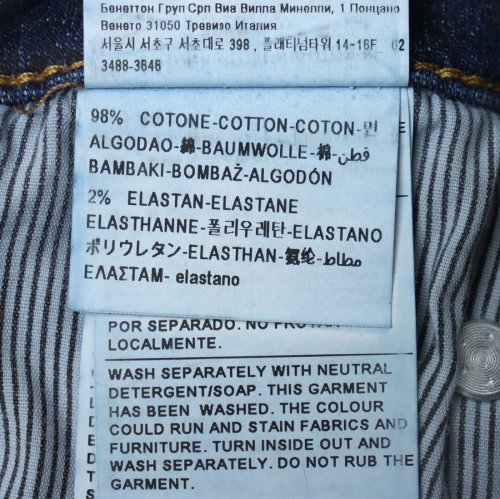 Бенеттон Груп Срл Виа Вилла Минелли, 1 Понцано
Венето 31050 Тревизо Италия
서울시 서초구 서초대로 398 , 플래티넘타워 14-16F, 02
3488-3646
98% COTONE-COTTON-COTON-면
ALGODAO-綿-BAUMWOLLE-棉-قطن
BAMBAKI-BOMBAŽ-ALGODÓN
2% ELASTAN-ELASTANE
ELASTHANNE-폴리우레탄-ELASTANO
ポリウレタン-ELASTHAN-氨纶-مطاط
ΕΛΑΣΤΑΜ- elastano
POR SEPARADO. NO FROTAR
LOCALMENTE.
WASH SEPARATELY WITH NEUTRAL
DETERGENT/SOAP. THIS GARMENT
HAS BEEN WASHED. THE COLOUR
COULD RUN AND STAIN FABRICS AND
FURNITURE. TURN INSIDE OUT AND
WASH SEPARATELY. DO NOT RUB THE
GARMENT.